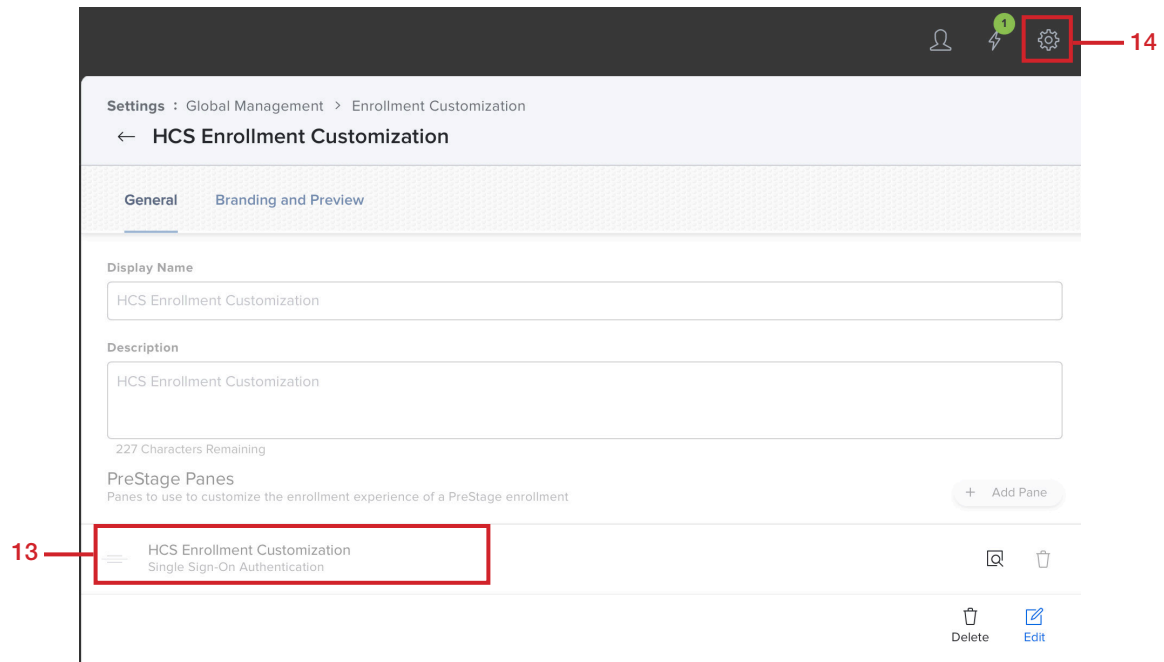 1
14
Settings : Global Management > Enrollment Customization
← HCS Enrollment Customization
General Branding and Preview
Display Name
HCS Enrollment Customization
Description
HCS Enrollment Customization
227 Characters Remaining
PreStage Panes
Panes to use to customize the enrollment experience of a PreStage enrollment
+ Add Pane
13
HCS Enrollment Customization
Single Sign-On Authentication
Delete Edit